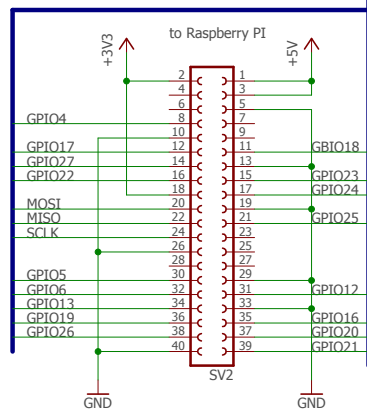 to Raspberry PI
+3V3
+5V
2 1
4 3
6 5
GPIO4 8 7
10 9
GPIO17 12 11 GBIO18
GPIO27 14 13
GPIO22 16 15 GPIO23
18 17 GPIO24
MOSI 20 19
MISO 22 21 GPIO25
SCLK 24 23
26 25
28 27
GPIO5 30 29
GPIO6 32 31 GPIO12
GPIO13 34 33
GPIO19 36 35 GPIO16
GPIO26 38 37 GPIO20
40 39 GPIO21
SV2
GND GND